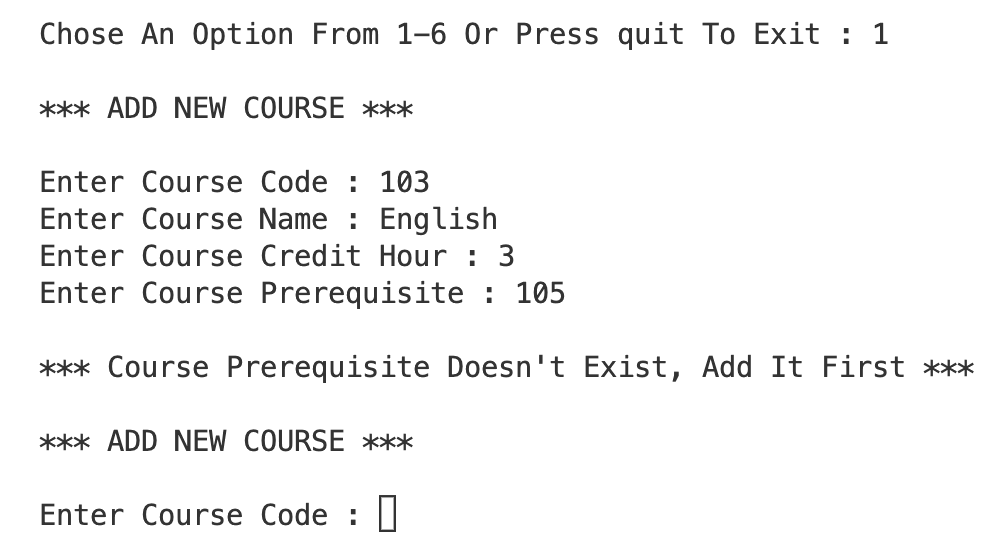 Chose An Option From 1-6 Or Press quit To Exit : 1
*** ADD NEW COURSE ***
Enter Course Code : 103
Enter Course Name : English
Enter Course Credit Hour : 3
Enter Course Prerequisite : 105
*** Course Prerequisite Doesn't Exist, Add It First ***
*** ADD NEW COURSE ***
Enter Course Code :